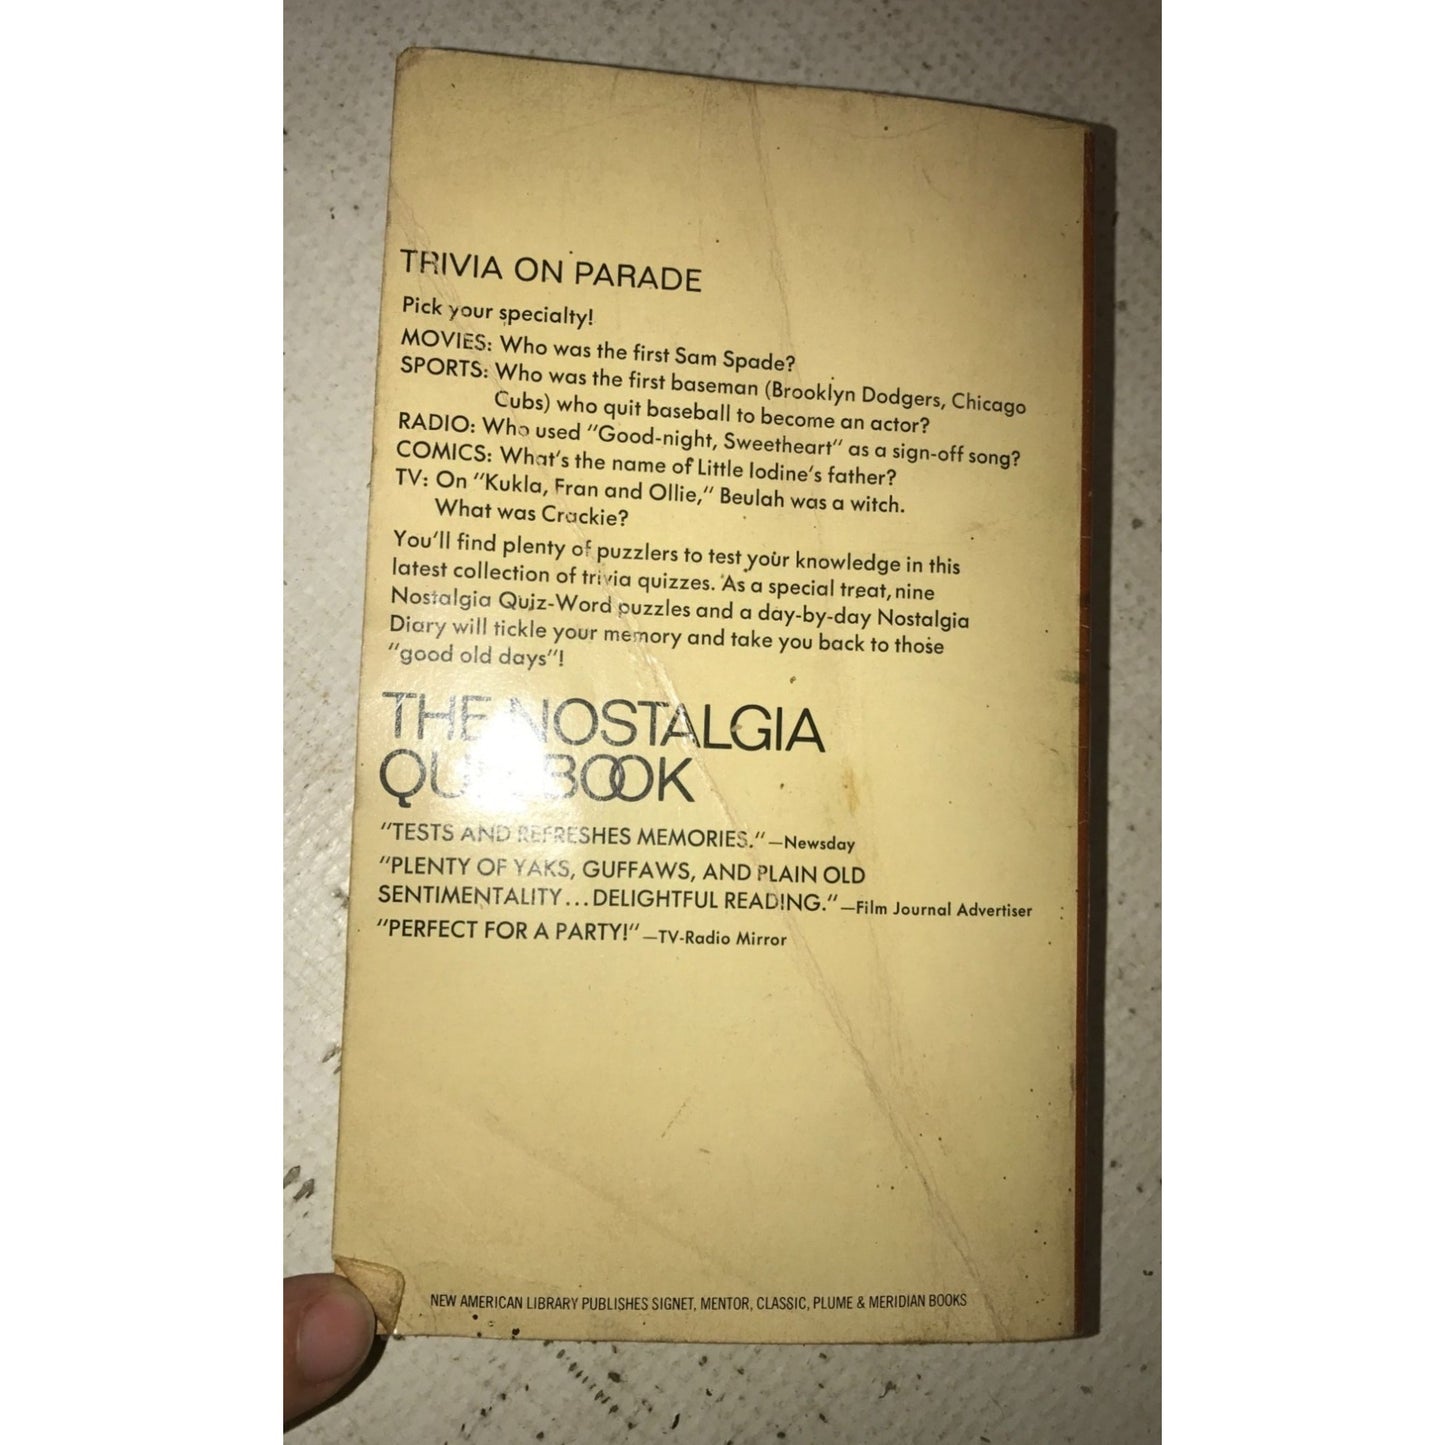 TRIVIA ON PARADE
Pick your specialty!
MOVIES: Who was the first Sam Spade?
SPORTS: Who was the first baseman (Brooklyn Dodgers, Chicago
Cubs) who quit baseball to become an actor?
RADIO: Who used "Good-night, Sweetheart" as a sign-off song?
COMICS: What's the name of Little Iodine's father?
TV: On "Kukla, Fran and Ollie," Beulah was a witch.
What was Crackie?
You'll find plenty of puzzlers to test your knowledge in this
latest collection of trivia quizzes. As a special treat, nine
Nostalgia Quiz-Word puzzles and a day-by-day Nostalgia
Diary will tickle your memory and take you back to those
"good old days"!
THE NOSTALGIA
QUIZ BOOK
"TESTS AND REFRESHES MEMORIES."—Newsday
"PLENTY OF YAKS, GUFFAWS, AND PLAIN OLD
SENTIMENTALITY...DELIGHTFUL READING."—Film Journal Advertiser
"PERFECT FOR A PARTY!"—TV-Radio Mirror
NEW AMERICAN LIBRARY PUBLISHES SIGNET, MENTOR, CLASSIC, PLUME & MERIDIAN BOOKS